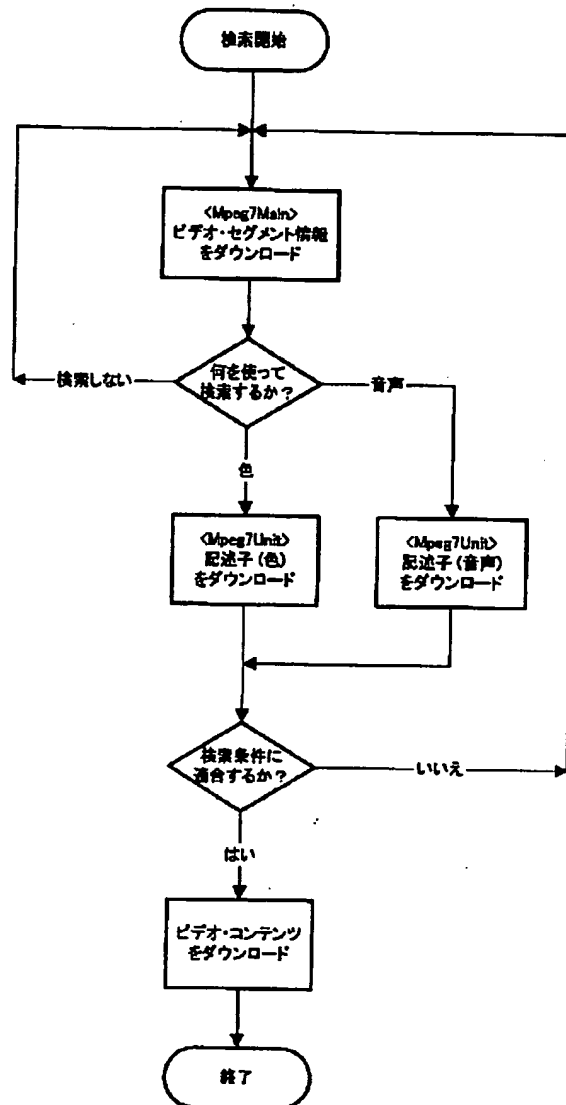 検索開始
<Mpeg7Main>
ビデオ・セグメント情報
をダウンロード
何を使って
検索するか?
検索しない
音声
色
<Mpeg7Unit>
記述子(色)
をダウンロード
<Mpeg7Unit>
記述子(音声)
をダウンロード
検索条件に
適合するか?
いいえ
はい
ビデオ・コンテンツ
をダウンロード
終了